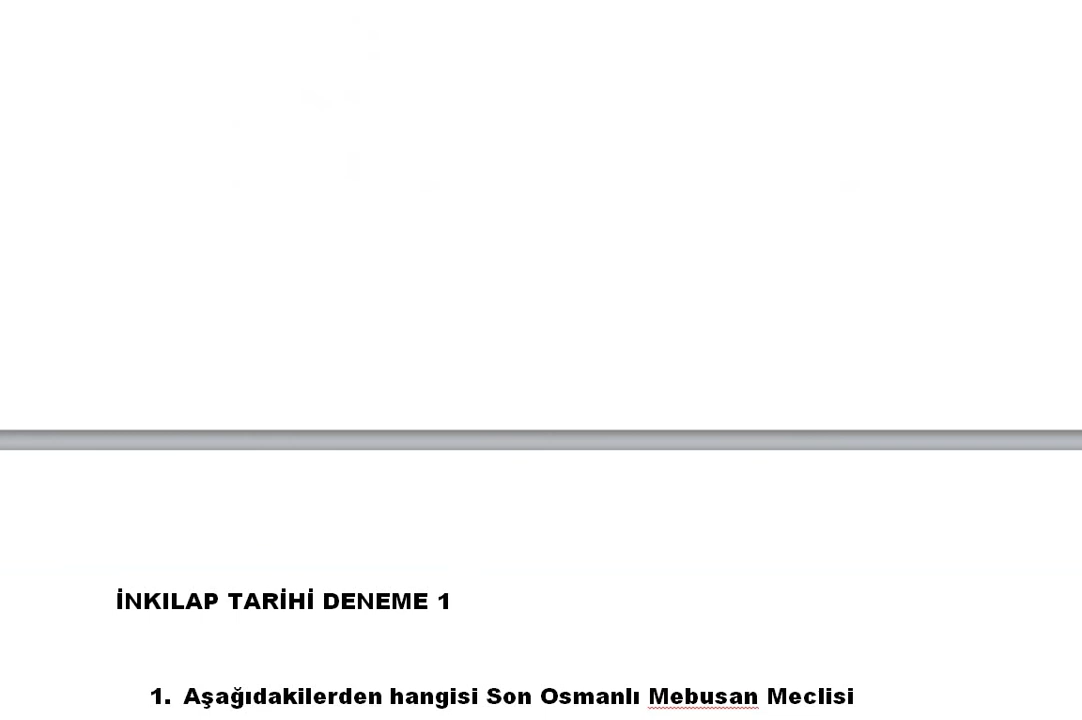 İNKILAP TARİHİ DENEME 1
1. Aşağıdakilerden hangisi Son Osmanlı Mebusan Meclisi